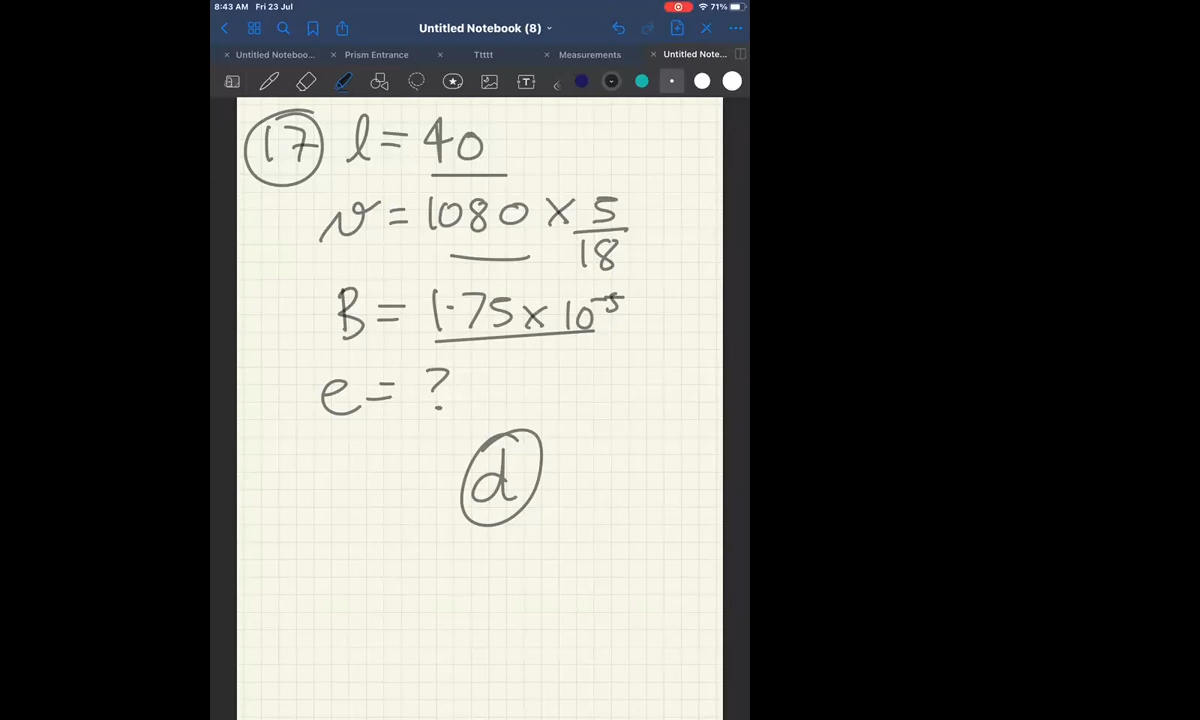 8:43 AM Fri 23 Jul 71%
Untitled Notebook (8)
Untitled Noteboo... Prism Entrance Ttttt Measurements Untitled Note...
17 l = 40
v = 1080 × 5/18
B = 1.75 × 10⁻⁵
e = ?
d